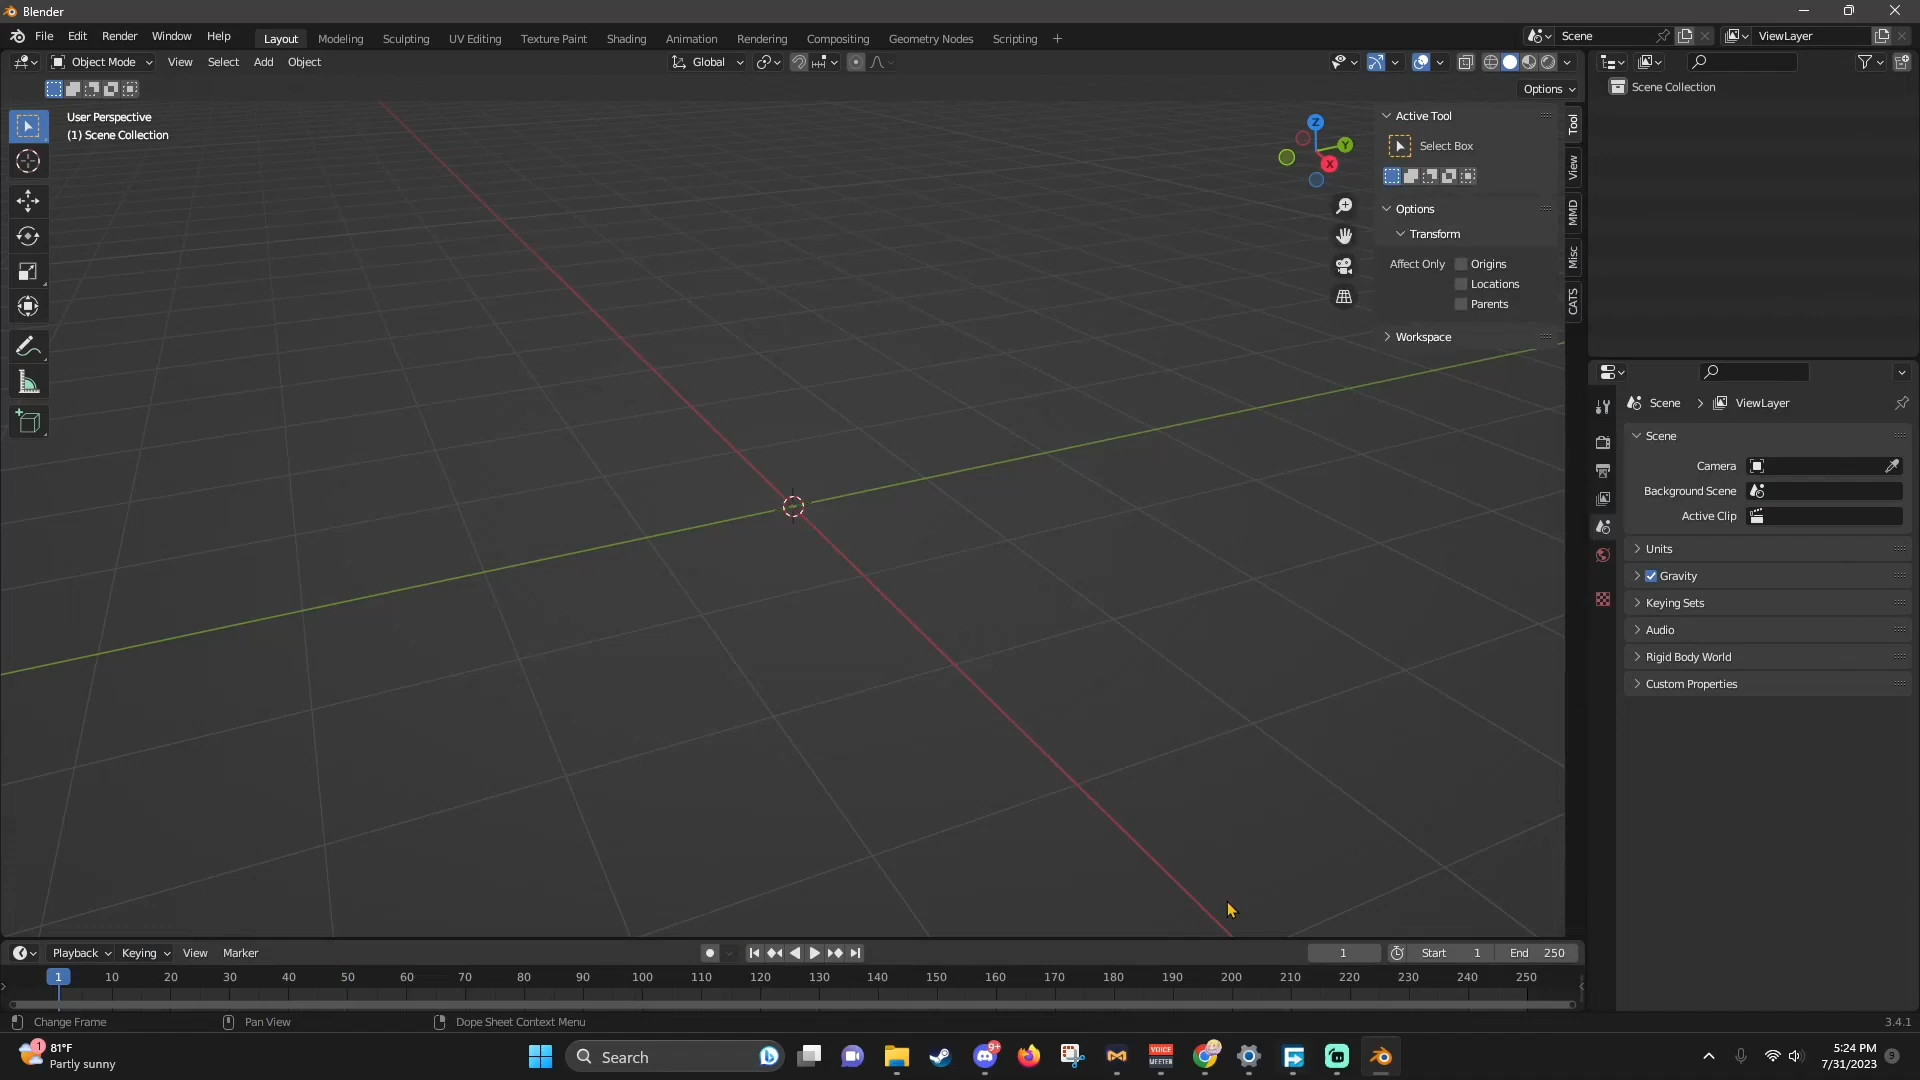 Blender
File Edit Render Window Help Layout Modeling Sculpting UV Editing Texture Paint Shading Animation Rendering Compositing Geometry Nodes Scripting + Scene ViewLayer
Object Mode View Select Add Object Global
Options
User Perspective
(1) Scene Collection
Z
Y
X
Active Tool
Select Box
Options
Transform
Affect Only Origins
Locations
Parents
Workspace
Tool
View
MMD
Misc
CATS
Scene Collection
Scene > ViewLayer
Scene
Camera
Background Scene
Active Clip
Units
Gravity
Keying Sets
Audio
Rigid Body World
Custom Properties
Playback Keying View Marker 1 Start 1 End 250
1 10 20 30 40 50 60 70 80 90 100 110 120 130 140 150 160 170 180 190 200 210 220 230 240 250
Change Frame Pan View Dope Sheet Context Menu 3.4.1
1
81°F
Partly sunny
Search
9+
VOICE
MEETER
5:24 PM
7/31/2023
9